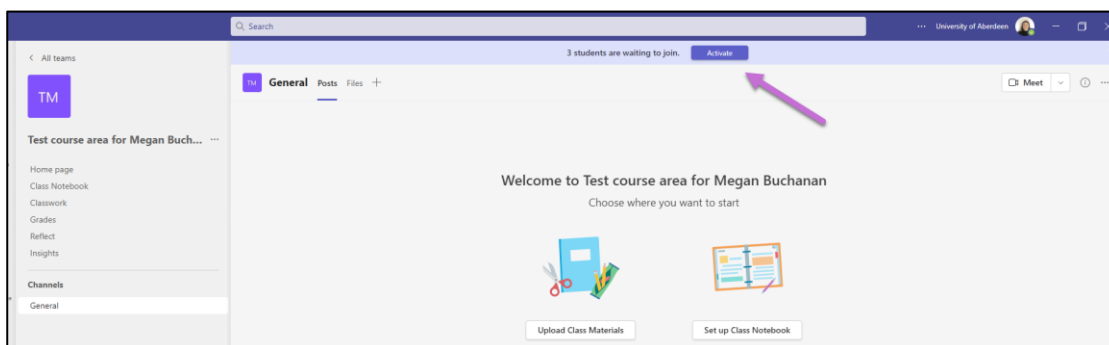 Search
University of Aberdeen
All teams
3 students are waiting to join. Activate
TM
TM General Posts Files
Meet
Test course area for Megan Buch...
Home page
Class Notebook
Classwork
Grades
Reflect
Insights
Channels
General
Welcome to Test course area for Megan Buchanan
Choose where you want to start
Upload Class Materials
Set up Class Notebook